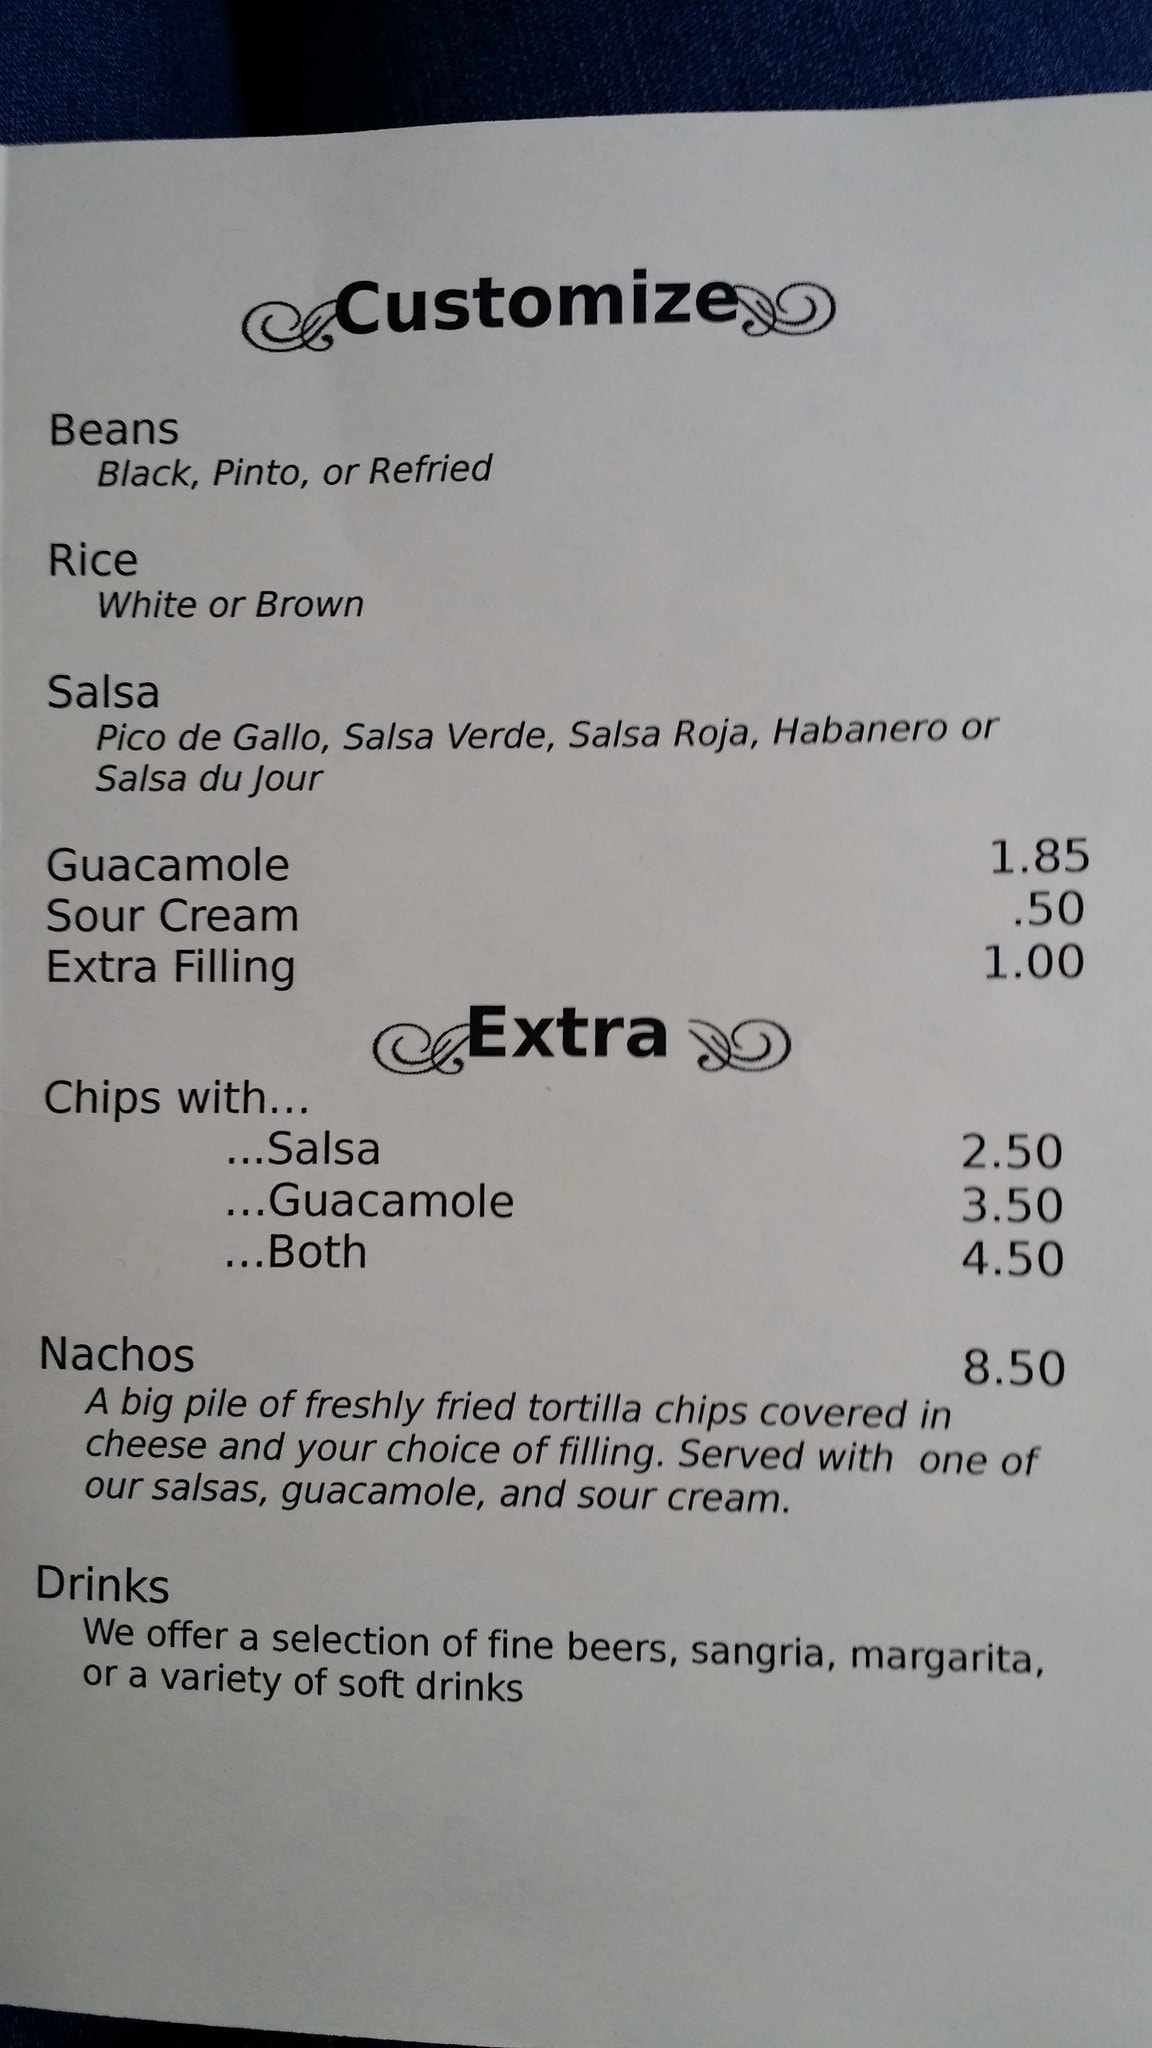 Customize
Beans
Black, Pinto, or Refried
Rice
White or Brown
Salsa
Pico de Gallo, Salsa Verde, Salsa Roja, Habanero or
Salsa du Jour
Guacamole 1.85
Sour Cream .50
Extra Filling 1.00
Extra
Chips with...
...Salsa 2.50
...Guacamole 3.50
...Both 4.50
Nachos 8.50
A big pile of freshly fried tortilla chips covered in
cheese and your choice of filling. Served with one of
our salsas, guacamole, and sour cream.
Drinks
We offer a selection of fine beers, sangria, margarita,
or a variety of soft drinks